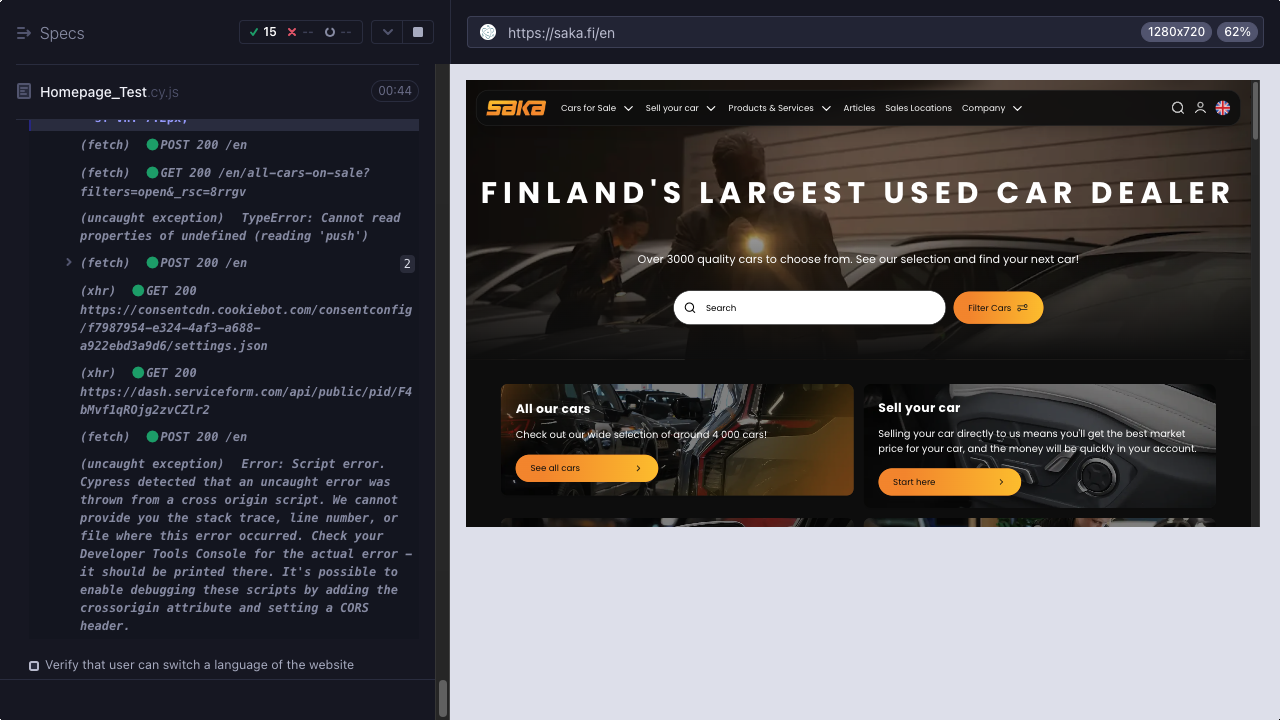 Specs
15
--
--
https://saka.fi/en
1280x720
62%
Homepage_Test.cy.js
00:44
(fetch) POST 200 /en
(fetch) GET 200 /en/all-cars-on-sale?
filters=open&_rsc=8rrgv
(uncaught exception) TypeError: Cannot read
properties of undefined (reading 'push')
(fetch) POST 200 /en
2
(xhr) GET 200
https://consentcdn.cookiebot.com/consentconfig
/f7987954-e324-4af3-a688-
a922ebd3a9d6/settings.json
(xhr) GET 200
https://dash.serviceform.com/api/public/pid/F4
bMvf1qROjg2zvCZlr2
(fetch) POST 200 /en
(uncaught exception) Error: Script error.
Cypress detected that an uncaught error was
thrown from a cross origin script. We cannot
provide you the stack trace, line number, or
file where this error occurred. Check your
Developer Tools Console for the actual error -
it should be printed there. It's possible to
enable debugging these scripts by adding the
crossorigin attribute and setting a CORS
header.
Verify that user can switch a language of the website
saka
Cars for Sale
Sell your car
Products & Services
Articles
Sales Locations
Company
FINLAND'S LARGEST USED CAR DEALER
Over 3000 quality cars to choose from. See our selection and find your next car!
Search
Filter Cars
All our cars
Check out our wide selection of around 4 000 cars!
See all cars
Sell your car
Selling your car directly to us means you'll get the best market
price for your car, and the money will be quickly in your account.
Start here